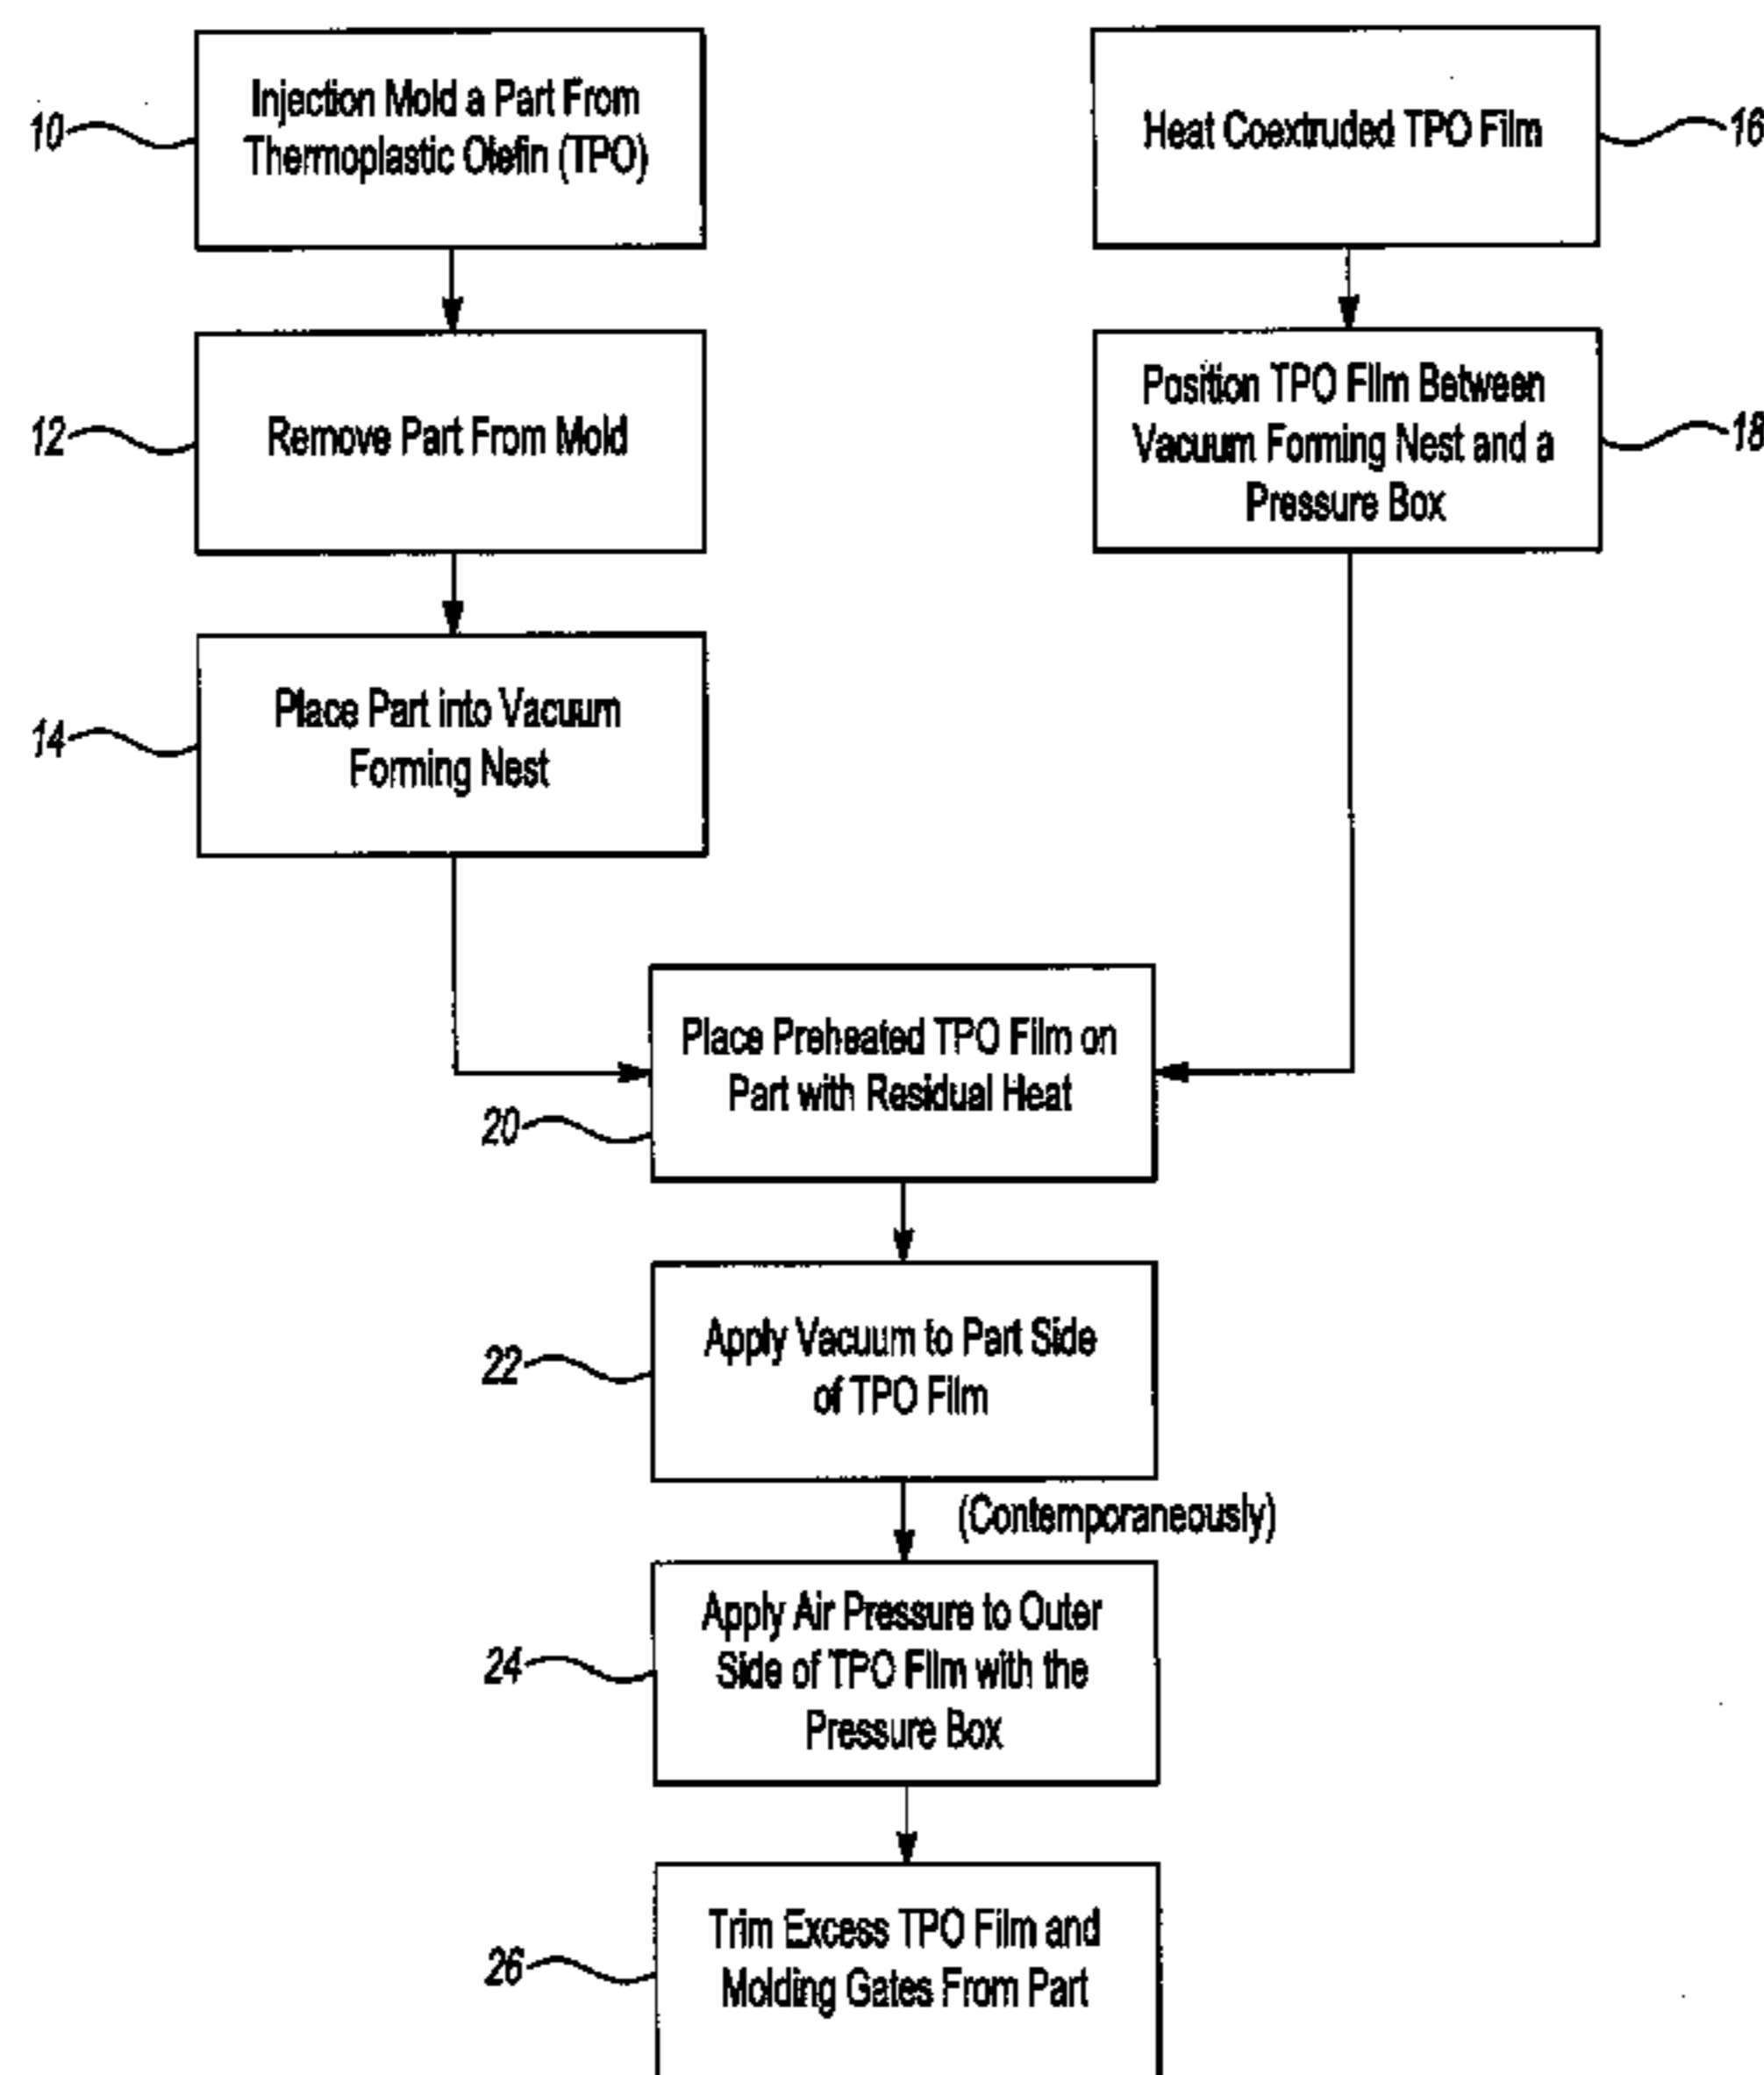 10
Injection Mold a Part From
Thermoplastic Olefin (TPO)
12
Remove Part From Mold
14
Place Part into Vacuum
Forming Nest
Heat Coextruded TPO Film
16
Position TPO Film Between
Vacuum Forming Nest and a
Pressure Box
18
Place Preheated TPO Film on
Part with Residual Heat
20
22
Apply Vacuum to Part Side
of TPO Film
(Contemporaneously)
24
Apply Air Pressure to Outer
Side of TPO Film with the
Pressure Box
26
Trim Excess TPO Film and
Molding Gates From Part